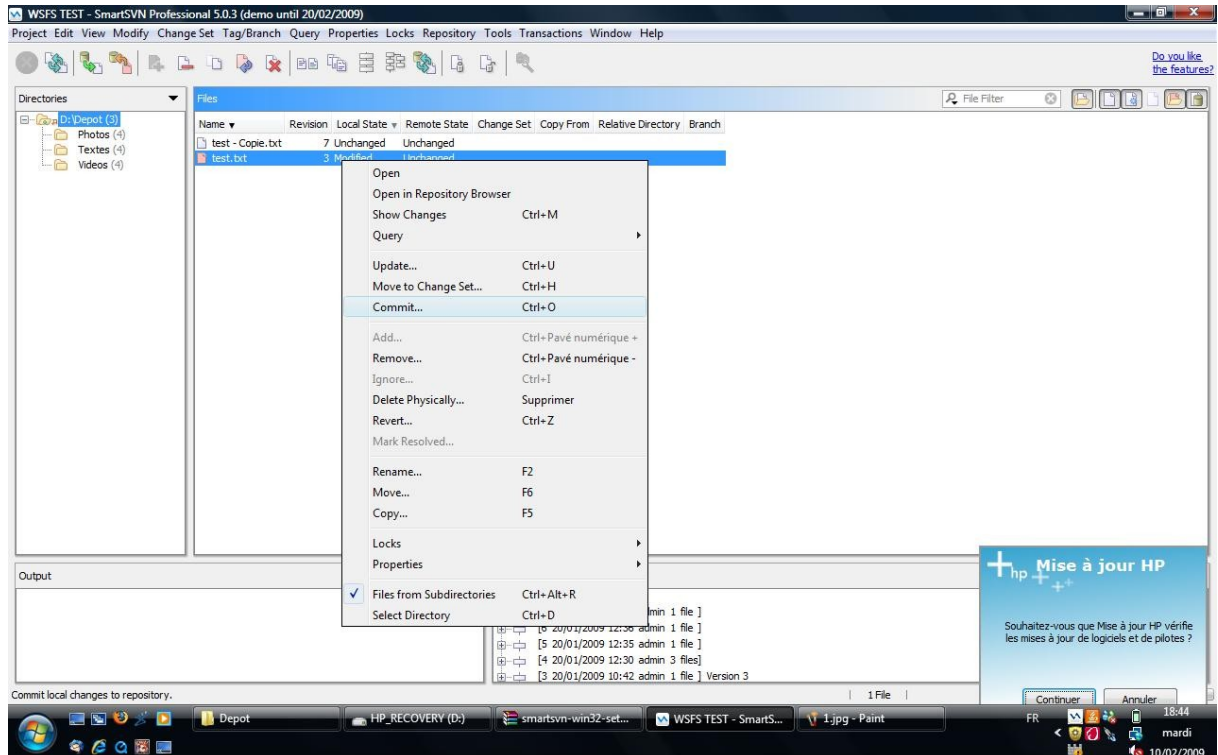 WSFS TEST - SmartSVN Professional 5.0.3 (demo until 20/02/2009)
Project Edit View Modify Change Set Tag/Branch Query Properties Locks Repository Tools Transactions Window Help
Do you like
the features?
Directories
Files
File Filter
D:\Depot (3)
Photos (4)
Textes (4)
Videos (4)
Name Revision Local State Remote State Change Set Copy From Relative Directory Branch
test - Copie.txt 7 Unchanged Unchanged
test.txt 3 Modified Unchanged
Open
Open in Repository Browser
Show Changes Ctrl+M
Query
Update... Ctrl+U
Move to Change Set... Ctrl+H
Commit... Ctrl+O
Add... Ctrl+Pavé numérique +
Remove... Ctrl+Pavé numérique -
Ignore... Ctrl+I
Delete Physically... Supprimer
Revert... Ctrl+Z
Mark Resolved...
Rename... F2
Move... F6
Copy... F5
Locks
Properties
Files from Subdirectories Ctrl+Alt+R
Select Directory Ctrl+D
Output
1 file ]
[6 20/01/2009 12:36 admin 1 file ]
[5 20/01/2009 12:35 admin 1 file ]
[4 20/01/2009 12:30 admin 3 files]
[3 20/01/2009 10:42 admin 1 file ] Version 3
hp
Mise à jour HP
Souhaitez-vous que Mise à jour HP vérifie
les mises à jour de logiciels et de pilotes ?
Continuer Annuler
Commit local changes to repository.
1 File
Depot
HP_RECOVERY (D:)
smartsvn-win32-set...
WSFS TEST - SmartS...
1.jpg - Paint
FR
18:44
mardi
10/02/2009